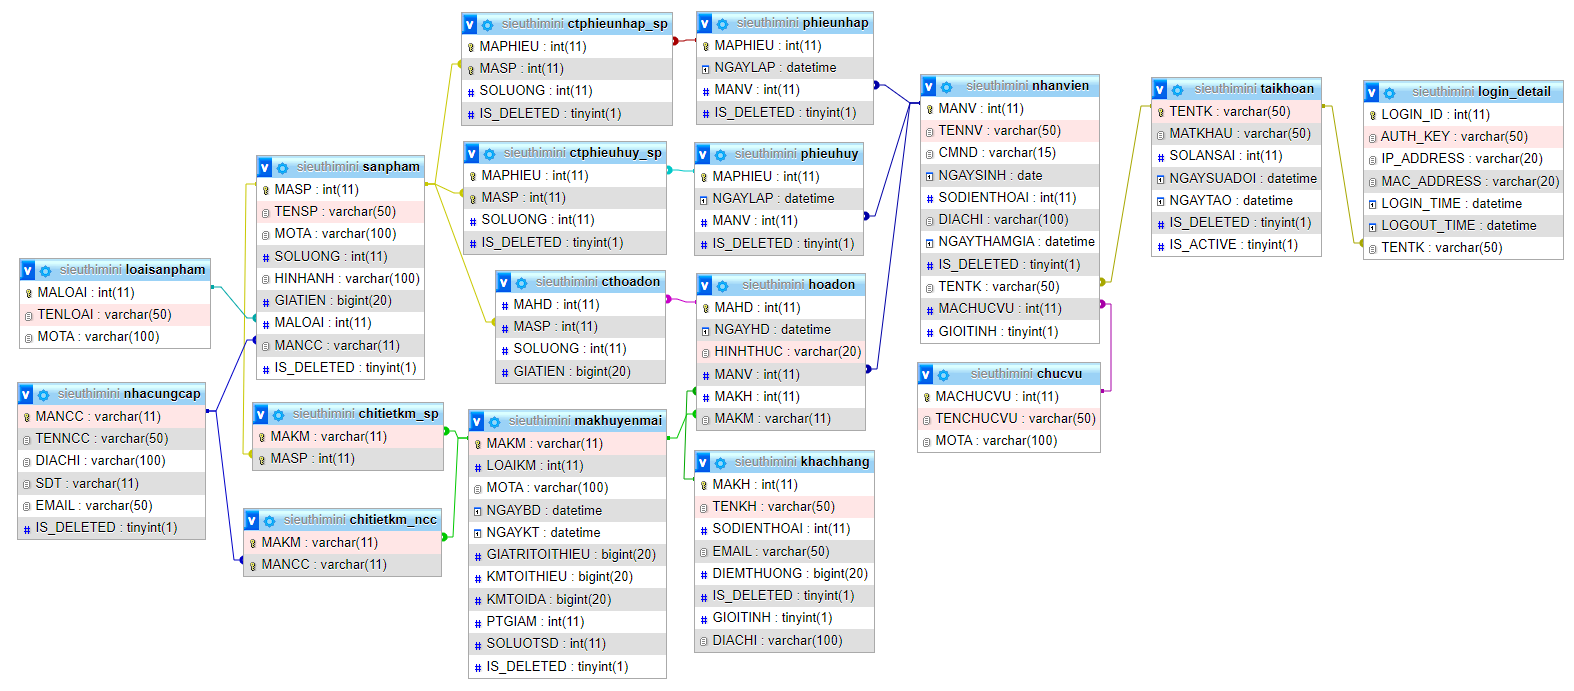 v sieuthimini ctphieunhap_sp
MAPHIEU : int(11)
MASP : int(11)
# SOLUONG : int(11)
# IS_DELETED : tinyint(1)
v sieuthimini phieunhap
MAPHIEU : int(11)
NGAYLAP : datetime
# MANV : int(11)
# IS_DELETED : tinyint(1)
v sieuthimini nhanvien
MANV : int(11)
TENNV : varchar(50)
CMND : varchar(15)
NGAYSINH : date
# SODIENTHOAI : int(11)
DIACHI : varchar(100)
NGAYTHAMGIA : datetime
# IS_DELETED : tinyint(1)
TENTK : varchar(50)
# MACHUCVU : int(11)
# GIOITINH : tinyint(1)
v sieuthimini taikhoan
TENTK : varchar(50)
MATKHAU : varchar(50)
# SOLANSAI : int(11)
NGAYSUADOI : datetime
NGAYTAO : datetime
# IS_DELETED : tinyint(1)
# IS_ACTIVE : tinyint(1)
v sieuthimini login_detail
LOGIN_ID : int(11)
AUTH_KEY : varchar(50)
IP_ADDRESS : varchar(20)
MAC_ADDRESS : varchar(20)
LOGIN_TIME : datetime
LOGOUT_TIME : datetime
TENTK : varchar(50)
v sieuthimini ctphieuhuy_sp
MAPHIEU : int(11)
MASP : int(11)
# SOLUONG : int(11)
# IS_DELETED : tinyint(1)
v sieuthimini phieuhuy
MAPHIEU : int(11)
NGAYLAP : datetime
# MANV : int(11)
# IS_DELETED : tinyint(1)
v sieuthimini sanpham
MASP : int(11)
TENSP : varchar(50)
MOTA : varchar(100)
# SOLUONG : int(11)
HINHANH : varchar(100)
# GIATIEN : bigint(20)
# MALOAI : int(11)
MANCC : varchar(11)
# IS_DELETED : tinyint(1)
v sieuthimini loaisanpham
MALOAI : int(11)
TENLOAI : varchar(50)
MOTA : varchar(100)
v sieuthimini cthoadon
# MAHD : int(11)
# MASP : int(11)
# SOLUONG : int(11)
# GIATIEN : bigint(20)
v sieuthimini hoadon
MAHD : int(11)
NGAYHD : datetime
HINHTHUC : varchar(20)
# MANV : int(11)
# MAKH : int(11)
MAKM : varchar(11)
v sieuthimini chucvu
MACHUCVU : int(11)
TENCHUCVU : varchar(50)
MOTA : varchar(100)
v sieuthimini nhacungcap
MANCC : varchar(11)
TENNCC : varchar(50)
DIACHI : varchar(100)
SDT : varchar(11)
EMAIL : varchar(50)
# IS_DELETED : tinyint(1)
v sieuthimini chitietkm_sp
MAKM : varchar(11)
MASP : int(11)
v sieuthimini chitietkm_ncc
MAKM : varchar(11)
MANCC : varchar(11)
v sieuthimini makhuyenmai
MAKM : varchar(11)
# LOAIKM : int(11)
MOTA : varchar(100)
NGAYBD : datetime
NGAYKT : datetime
# GIATRITOITHIEU : bigint(20)
# KMTOITHIEU : bigint(20)
# KMTOIDA : bigint(20)
# PTGIAM : int(11)
# SOLUOTSD : int(11)
# IS_DELETED : tinyint(1)
v sieuthimini khachhang
MAKH : int(11)
TENKH : varchar(50)
# SODIENTHOAI : int(11)
EMAIL : varchar(50)
# DIEMTHUONG : bigint(20)
# IS_DELETED : tinyint(1)
# GIOITINH : tinyint(1)
DIACHI : varchar(100)